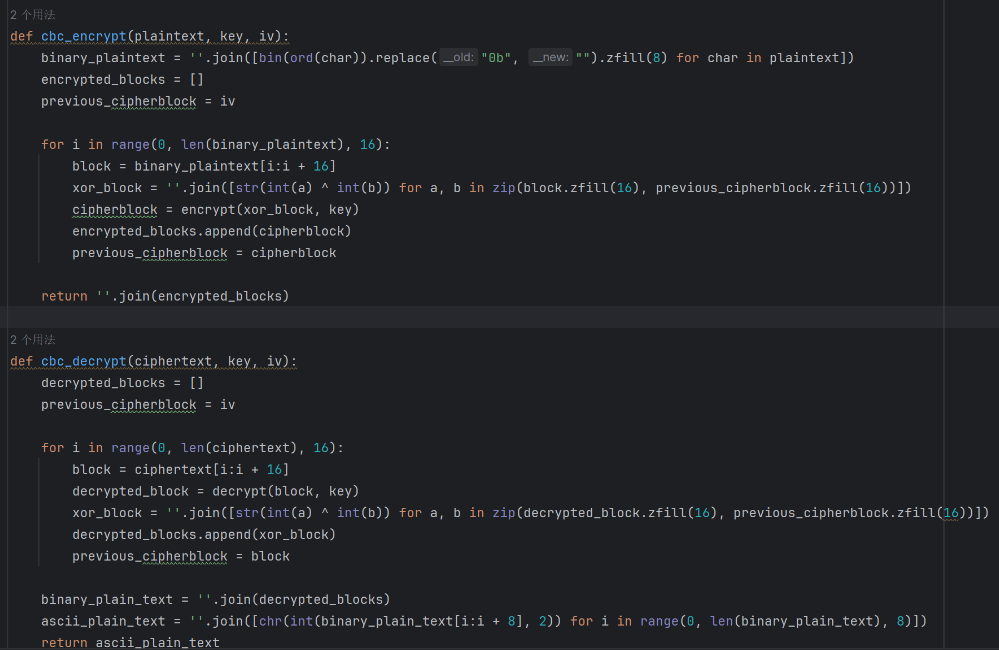 2 个用法
def cbc_encrypt(plaintext, key, iv):
    binary_plaintext = ''.join([bin(ord(char)).replace(__old: "0b", __new: "").zfill(8) for char in plaintext])
    encrypted_blocks = []
    previous_cipherblock = iv
    for i in range(0, len(binary_plaintext), 16):
        block = binary_plaintext[i:i + 16]
        xor_block = ''.join([str(int(a) ^ int(b)) for a, b in zip(block.zfill(16), previous_cipherblock.zfill(16))])
        cipherblock = encrypt(xor_block, key)
        encrypted_blocks.append(cipherblock)
        previous_cipherblock = cipherblock
    return ''.join(encrypted_blocks)
2 个用法
def cbc_decrypt(ciphertext, key, iv):
    decrypted_blocks = []
    previous_cipherblock = iv
    for i in range(0, len(ciphertext), 16):
        block = ciphertext[i:i + 16]
        decrypted_block = decrypt(block, key)
        xor_block = ''.join([str(int(a) ^ int(b)) for a, b in zip(decrypted_block.zfill(16), previous_cipherblock.zfill(16))])
        decrypted_blocks.append(xor_block)
        previous_cipherblock = block
    binary_plain_text = ''.join(decrypted_blocks)
    ascii_plain_text = ''.join([chr(int(binary_plain_text[i:i + 8], 2)) for i in range(0, len(binary_plain_text), 8)])
    return ascii_plain_text